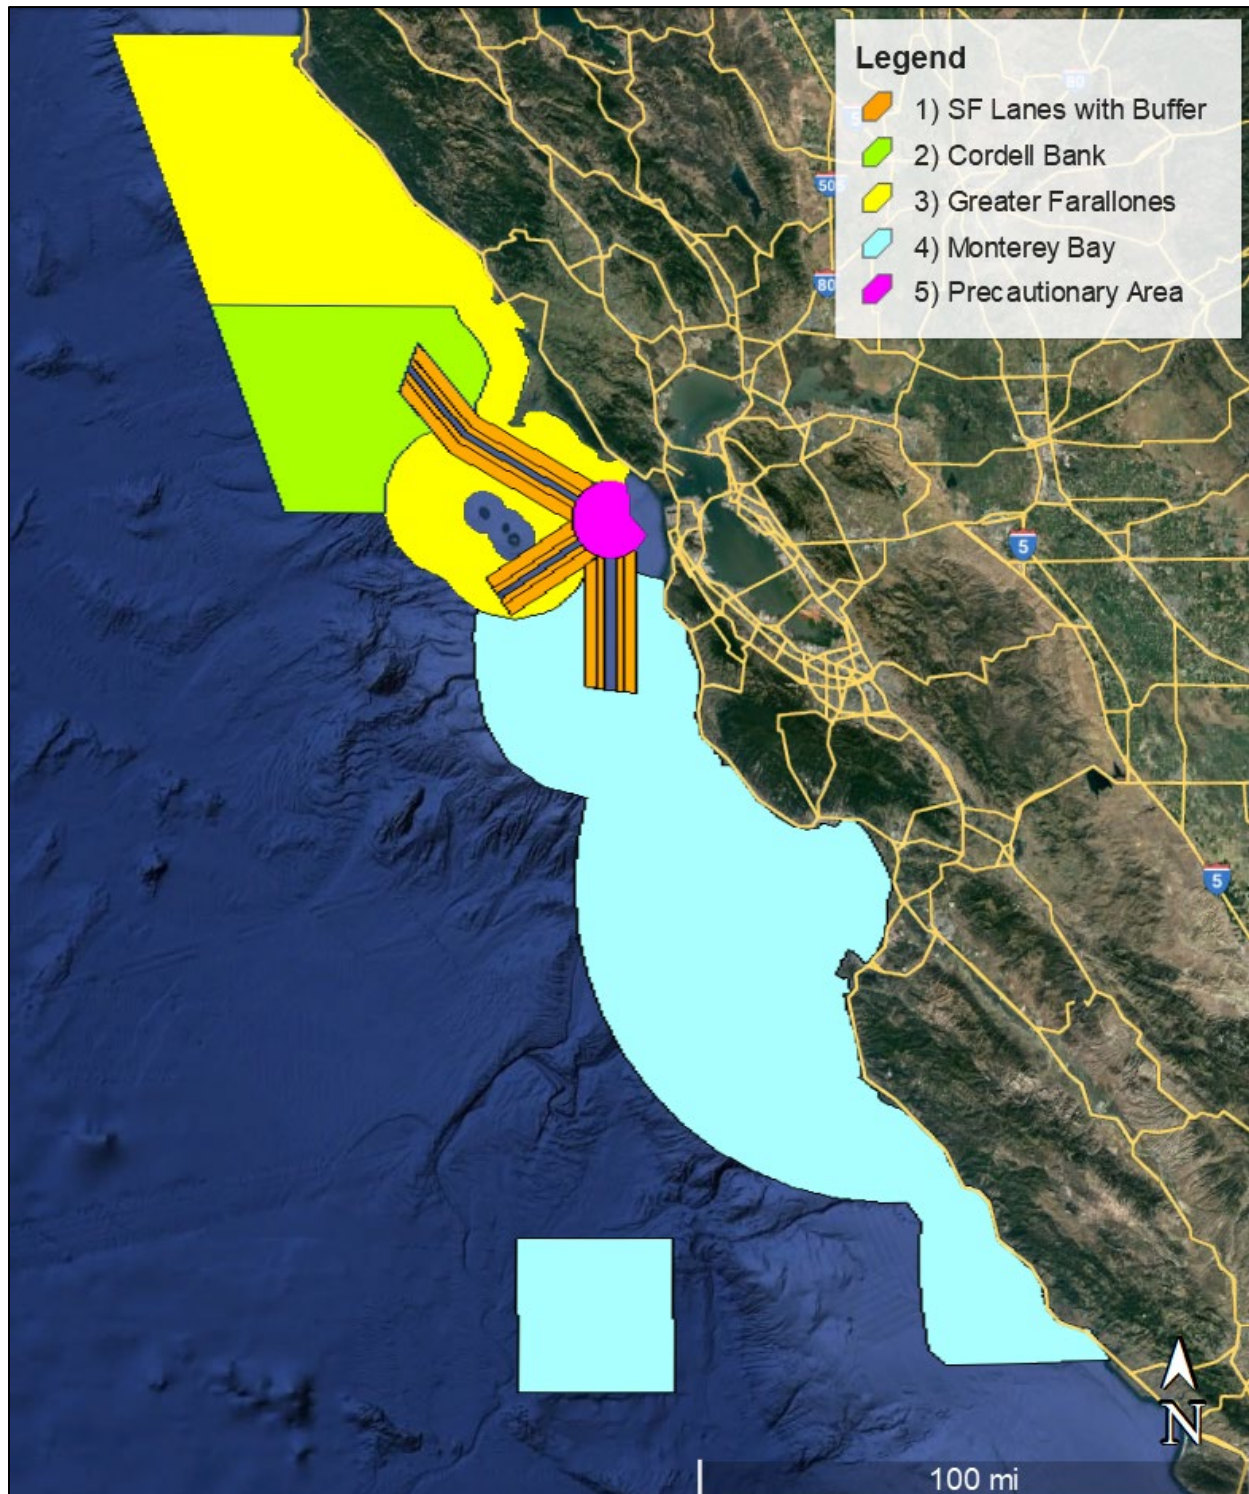 Legend
1) SF Lanes with Buffer
2) Cordell Bank
3) Greater Farallones
4) Monterey Bay
5) Precautionary Area
80
505
80
5
5
N
100 mi